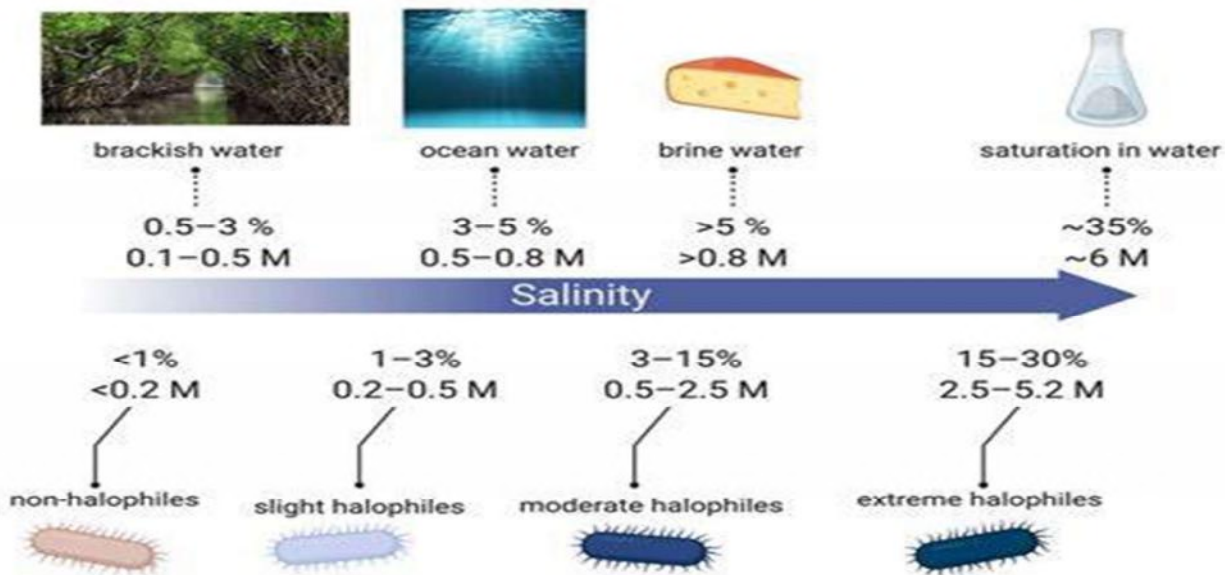 brackish water
ocean water
brine water
saturation in water
0.5–3 %
0.1–0.5 M
3–5 %
0.5–0.8 M
>5 %
>0.8 M
~35%
~6 M
Salinity
<1%
<0.2 M
1–3%
0.2–0.5 M
3–15%
0.5–2.5 M
15–30%
2.5–5.2 M
non-halophiles
slight halophiles
moderate halophiles
extreme halophiles